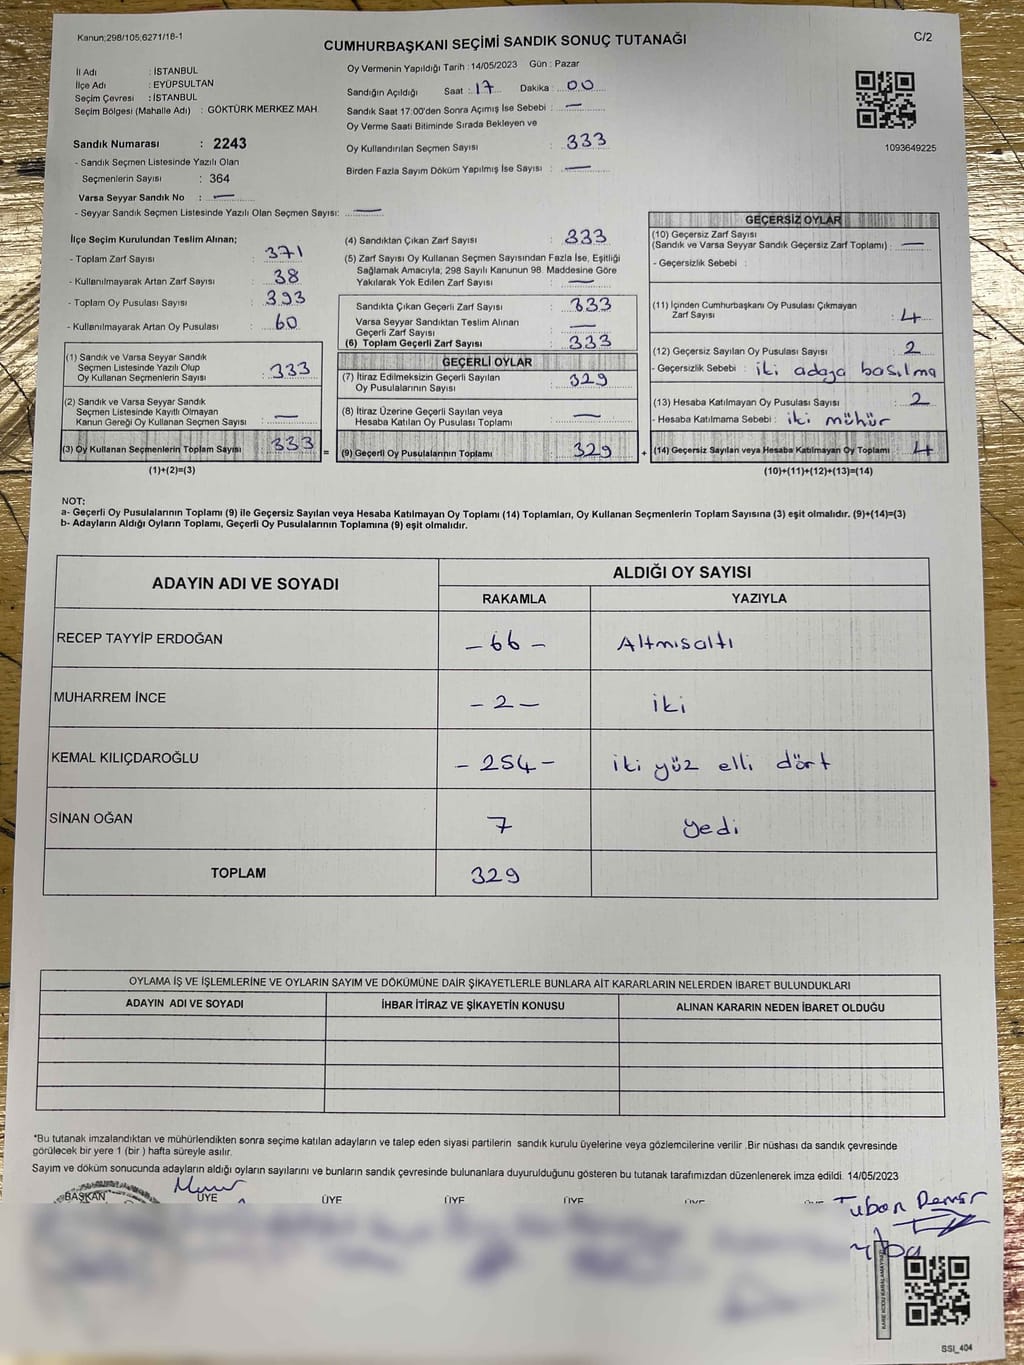 Kanun;298/105,6271/18-1
CUMHURBAŞKANI SEÇİMİ SANDIK SONUÇ TUTANAĞI
C/2
İl Adı : İSTANBUL
İlçe Adı : EYÜPSULTAN
Seçim Çevresi : İSTANBUL
Seçim Bölgesi (Mahalle Adı) : GÖKTÜRK MERKEZ MAH.
Sandık Numarası : 2243
- Sandık Seçmen Listesinde Yazılı Olan
Seçmenlerin Sayısı : 364
Varsa Seyyar Sandık No : —
- Seyyar Sandık Seçmen Listesinde Yazılı Olan Seçmen Sayısı: —
Oy Vermenin Yapıldığı Tarih : 14/05/2023 Gün : Pazar
Sandığın Açıldığı Saat : 17 Dakika : 00
Sandık Saat 17:00'den Sonra Açımış İse Sebebi : —
Oy Verme Saati Bitiminde Sırada Bekleyen ve
Oy Kullandırılan Seçmen Sayısı : 333
Birden Fazla Sayım Döküm Yapılmış İse Sayısı : —
1093649225
İlçe Seçim Kurulundan Teslim Alınan;
- Toplam Zarf Sayısı : 371
- Kullanılmayarak Artan Zarf Sayısı : 38
- Toplam Oy Pusulası Sayısı : 393
- Kullanılmayarak Artan Oy Pusulası : 60
(1) Sandık ve Varsa Seyyar Sandık
Seçmen Listesinde Yazılı Olup
Oy Kullanan Seçmenlerin Sayısı : 333
(2) Sandık ve Varsa Seyyar Sandık
Seçmen Listesinde Kayıtlı Olmayan
Kanun Gereği Oy Kullanan Seçmen Sayısı : —
(3) Oy Kullanan Seçmenlerin Toplam Sayısı : 333 =
(1)+(2)=(3)
(4) Sandıktan Çıkan Zarf Sayısı : 333
(5) Zarf Sayısı Oy Kullanan Seçmen Sayısından Fazla İse, Eşitliği
Sağlamak Amacıyla; 298 Sayılı Kanunun 98. Maddesine Göre
Yakılarak Yok Edilen Zarf Sayısı : —
Sandıkta Çıkan Geçerli Zarf Sayısı : 333
Varsa Seyyar Sandıktan Teslim Alınan
Geçerli Zarf Sayısı : —
(6) Toplam Geçerli Zarf Sayısı : 333
GEÇERLİ OYLAR
(7) İtiraz Edilmeksizin Geçerli Sayılan
Oy Pusulalarının Sayısı : 329
(8) İtiraz Üzerine Geçerli Sayılan veya
Hesaba Katılan Oy Pusulası Toplamı : —
(9) Geçerli Oy Pusulalarının Toplamı : 329 +
GEÇERSİZ OYLAR
(10) Geçersiz Zarf Sayısı
(Sandık ve Varsa Seyyar Sandık Geçersiz Zarf Toplamı) : —
- Geçersizlik Sebebi :
(11) İçinden Cumhurbaşkanı Oy Pusulası Çıkmayan
Zarf Sayısı : 4
(12) Geçersiz Sayılan Oy Pusulası Sayısı : 2
- Geçersizlik Sebebi : iki adaya basılma
(13) Hesaba Katılmayan Oy Pusulası Sayısı : 2
- Hesaba Katılmama Sebebi : iki mühür
(14) Geçersiz Sayılan veya Hesaba Katılmayan Oy Toplamı : 4
(10)+(11)+(12)+(13)=(14)
NOT:
a- Geçerli Oy Pusulalarının Toplamı (9) ile Geçersiz Sayılan veya Hesaba Katılmayan Oy Toplamı (14) Toplamları, Oy Kullanan Seçmenlerin Toplam Sayısına (3) eşit olmalıdır. (9)+(14)=(3)
b- Adayların Aldığı Oyların Toplamı, Geçerli Oy Pusulalarının Toplamına (9) eşit olmalıdır.
ADAYIN ADI VE SOYADI
ALDIĞI OY SAYISI
RAKAMLA YAZIYLA
RECEP TAYYİP ERDOĞAN - 66 - Altmısaltı
MUHARREM İNCE - 2 - iki
KEMAL KILIÇDAROĞLU - 254 - iki yüz elli dört
SİNAN OĞAN 7 yedi
TOPLAM 329
OYLAMA İŞ VE İŞLEMLERİNE VE OYLARIN SAYIM VE DÖKÜMÜNE DAİR ŞİKAYETLERLE BUNLARA AİT KARARLARIN NELERDEN İBARET BULUNDUKLARI
ADAYIN ADI VE SOYADI İHBAR İTİRAZ VE ŞİKAYETİN KONUSU ALINAN KARARIN NEDEN İBARET OLDUĞU
*Bu tutanak imzalandıktan ve mühürlendikten sonra seçime katılan adayların ve talep eden siyasi partilerin sandık kurulu üyelerine veya gözlemcilerine verilir .Bir nüshası da sandık çevresinde
görülecek bir yere 1 (bir ) hafta süreyle asılır.
Sayım ve döküm sonucunda adayların aldığı oyların sayılarını ve bunların sandık çevresinde bulunanlara duyurulduğunu gösteren bu tutanak tarafımızdan düzenlenerek imza edildi. 14/05/2023
BAŞKAN ÜYE ÜYE ÜYE ÜYE
SSI_404